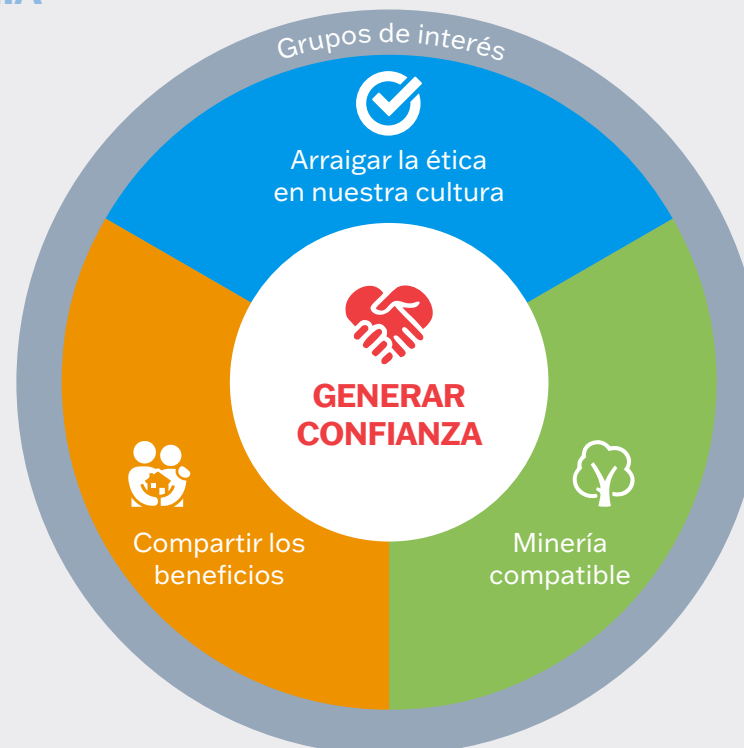 Grupos de interés
Arraigar la ética
en nuestra cultura
GENERAR
CONFIANZA
Compartir los
beneficios
Minería
compatible